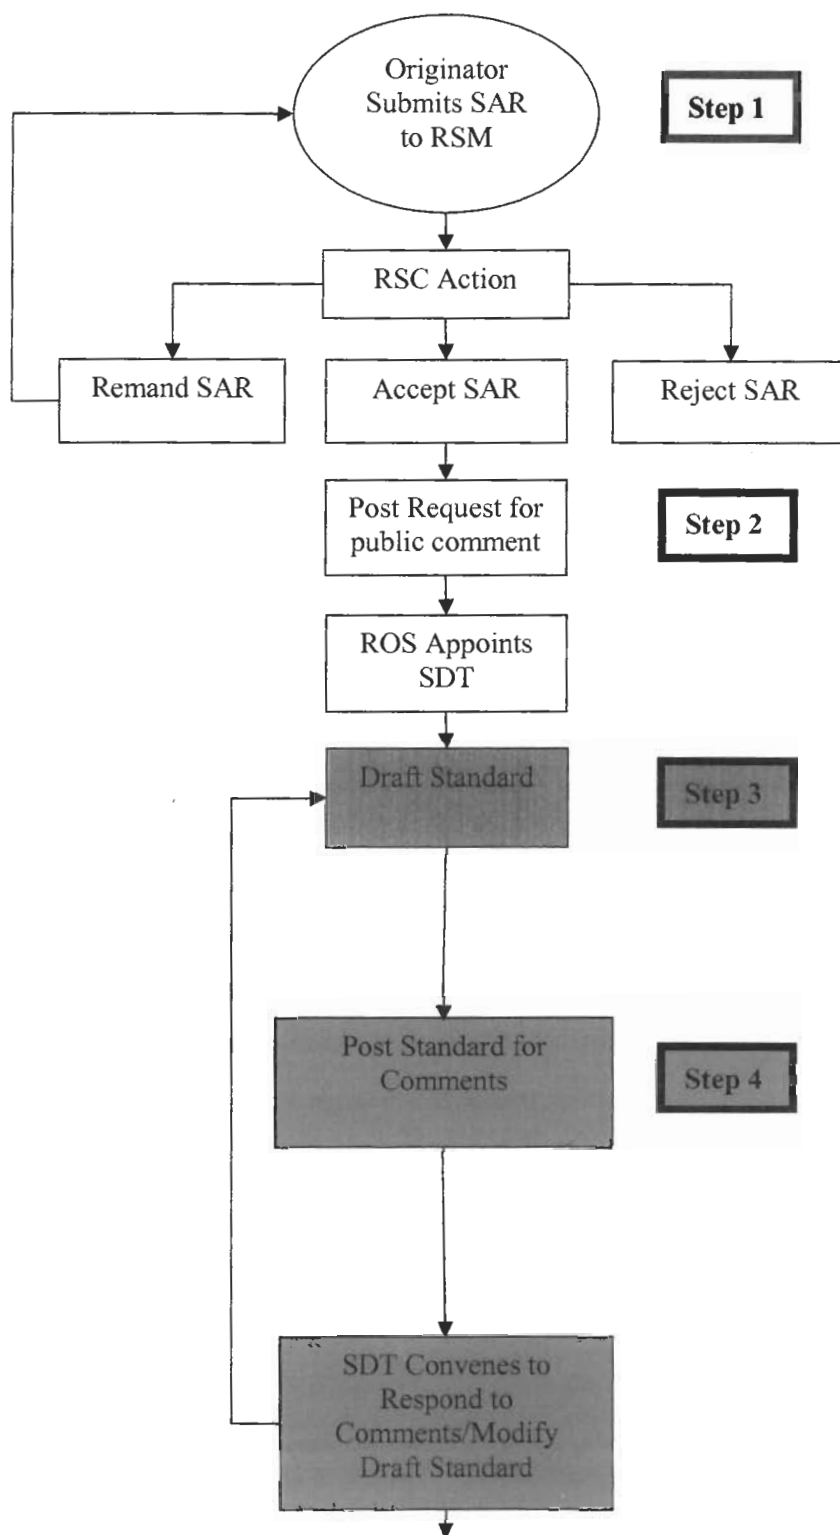 Originator
Submits SAR
to RSM
Step 1
RSC Action
Remand SAR
Accept SAR
Reject SAR
Post Request for
public comment
Step 2
ROS Appoints
SDT
Draft Standard
Step 3
Post Standard for
Comments
Step 4
SDT Convenes to
Respond to
Comments/Modify
Draft Standard